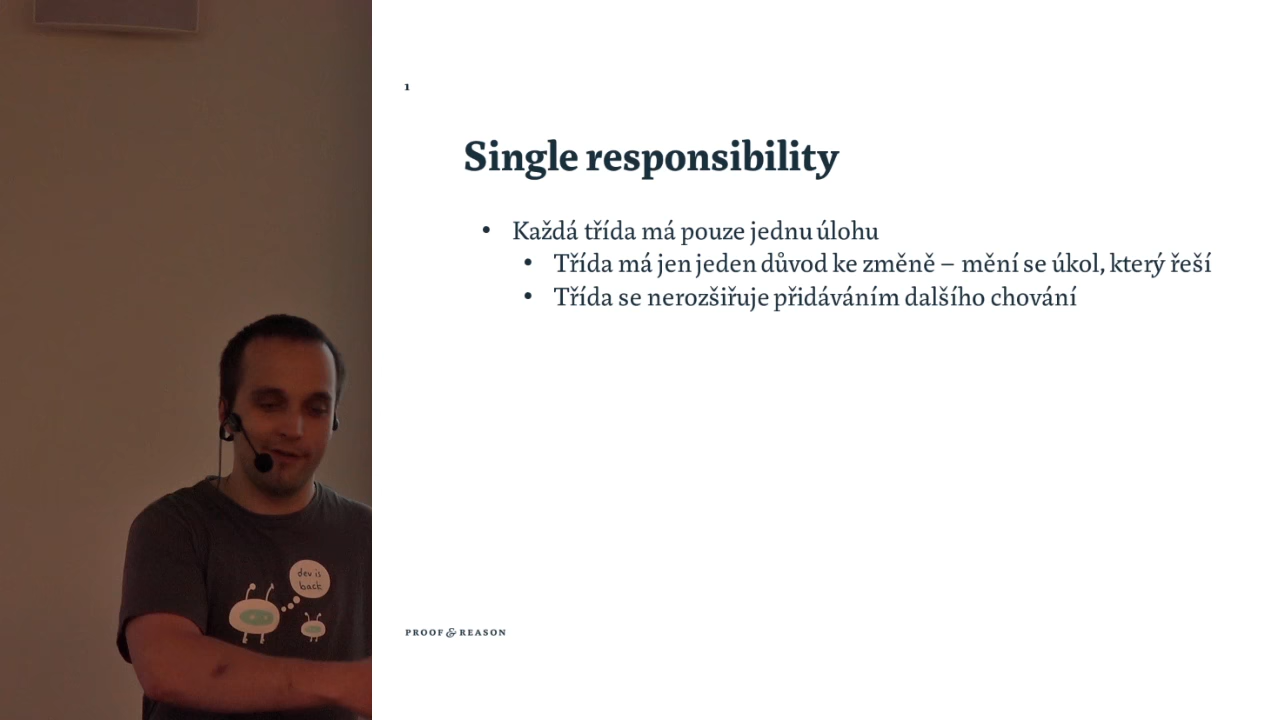 1
Single responsibility
• Každá třída má pouze jednu úlohu
• Třída má jen jeden důvod ke změně – mění se úkol, který řeší
• Třída se nerozšiřuje přidáváním dalšího chování
dev is
back
PROOF & REASON